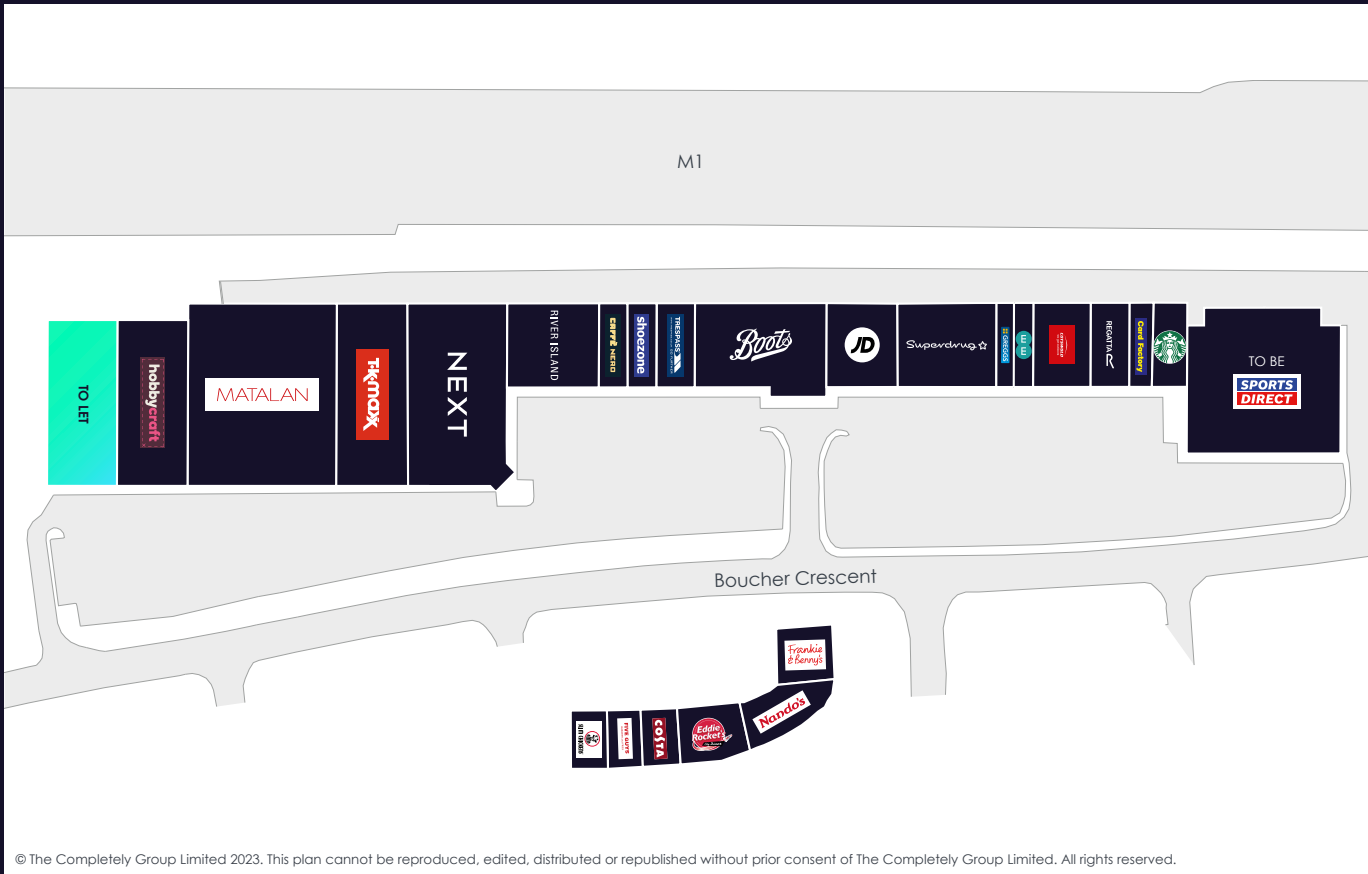 M1
TO LET
hobbycraft
MATALAN
TK maxx
NEXT
RIVER ISLAND
CAFFÈ NERO
shoezone
TRESPASS
Boots
JD
Superdrug
GREGGS
EE
REGATTA
Card Factory
TO BE
SPORTS
DIRECT
Boucher Crescent
Frankie
& Benny's
Nando's
Eddie
Rocket's
COSTA
FIVE GUYS
SLIM CHICKENS
© The Completely Group Limited 2023. This plan cannot be reproduced, edited, distributed or republished without prior consent of The Completely Group Limited. All rights reserved.